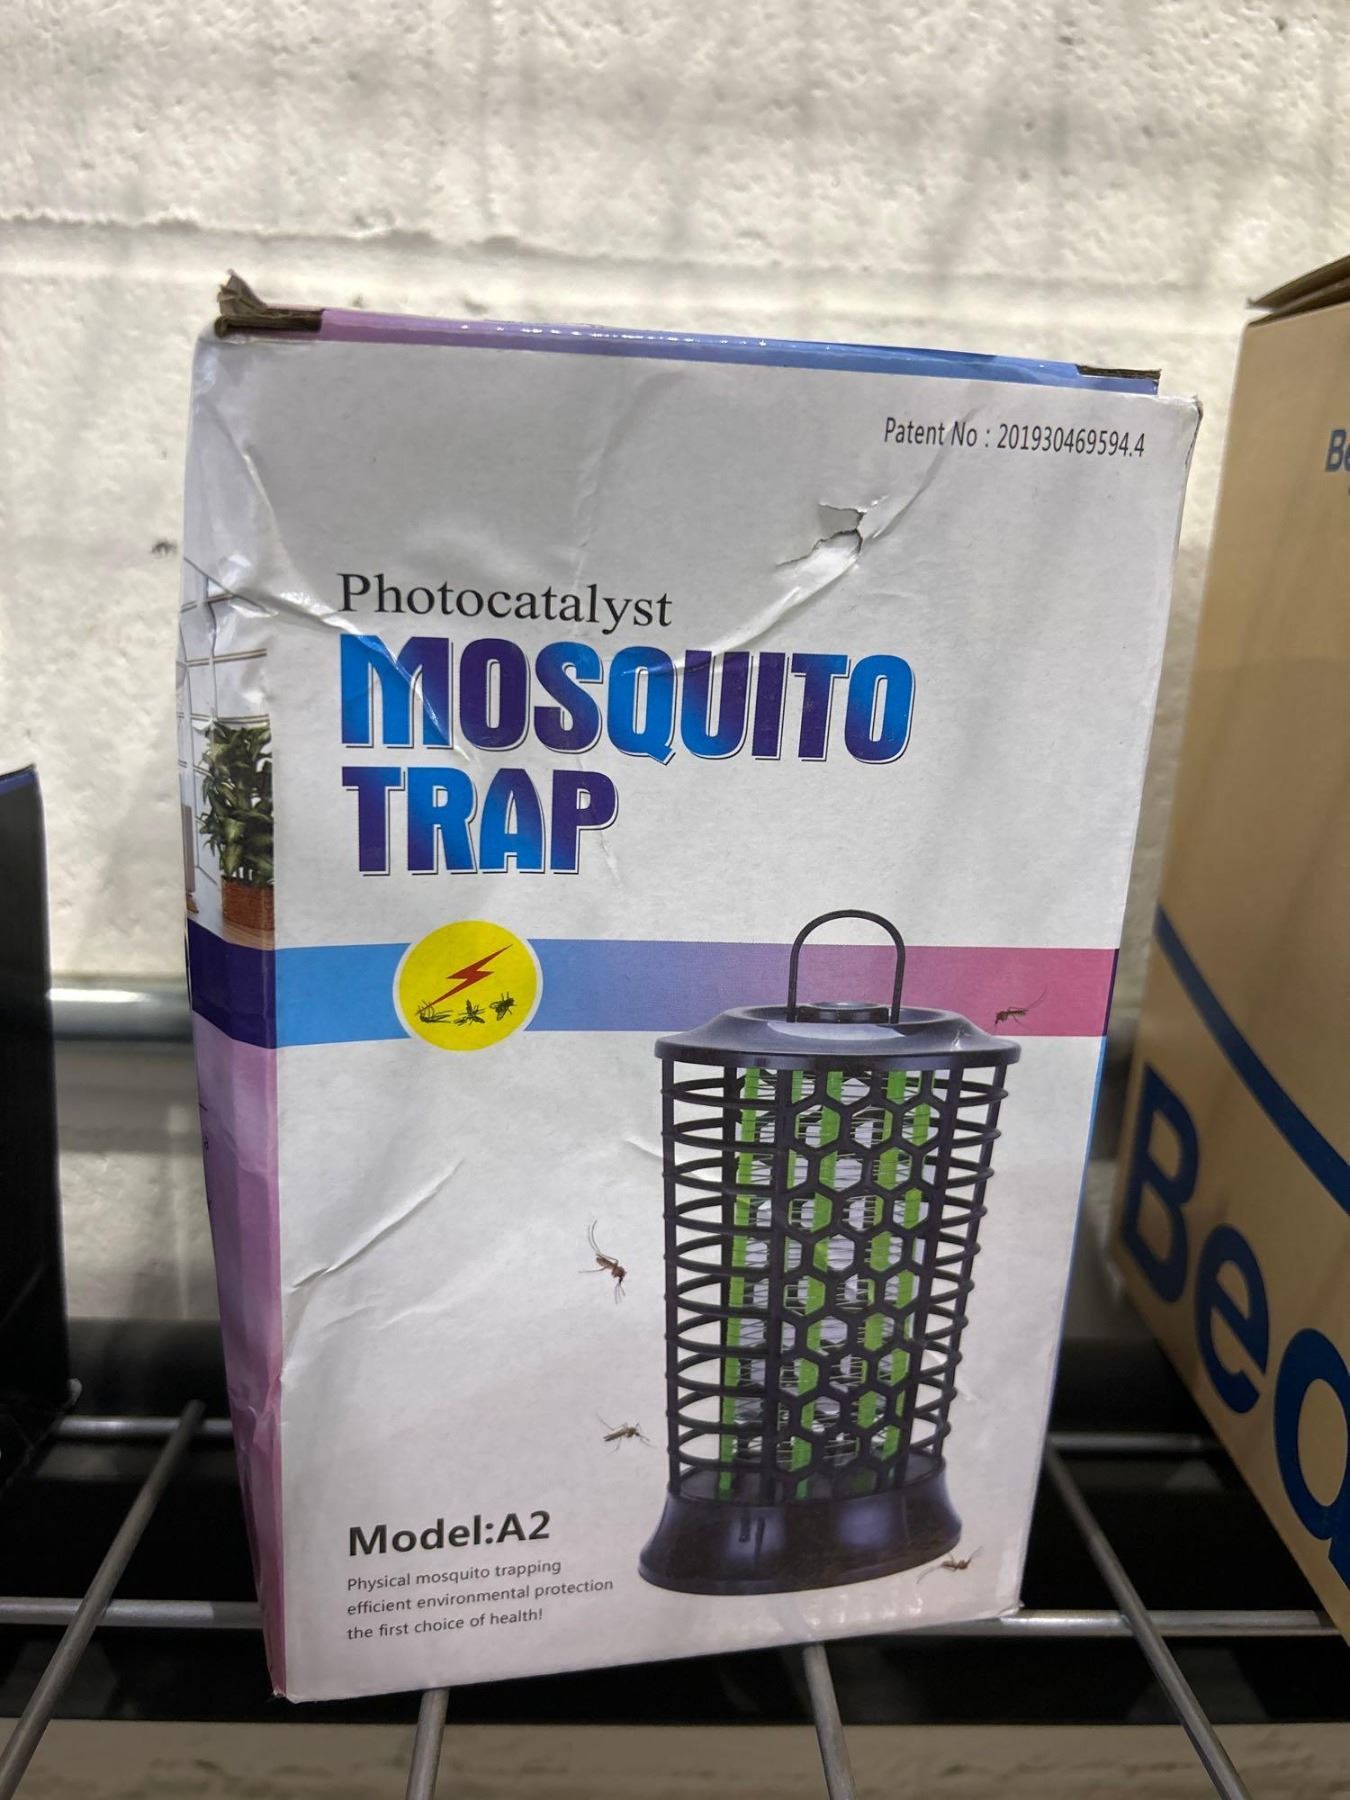 Patent No : 201930469594.4
Photocatalyst
MOSQUITO
TRAP
Model:A2
Physical mosquito trapping
efficient environmental protection
the first choice of health!
Be
Bea